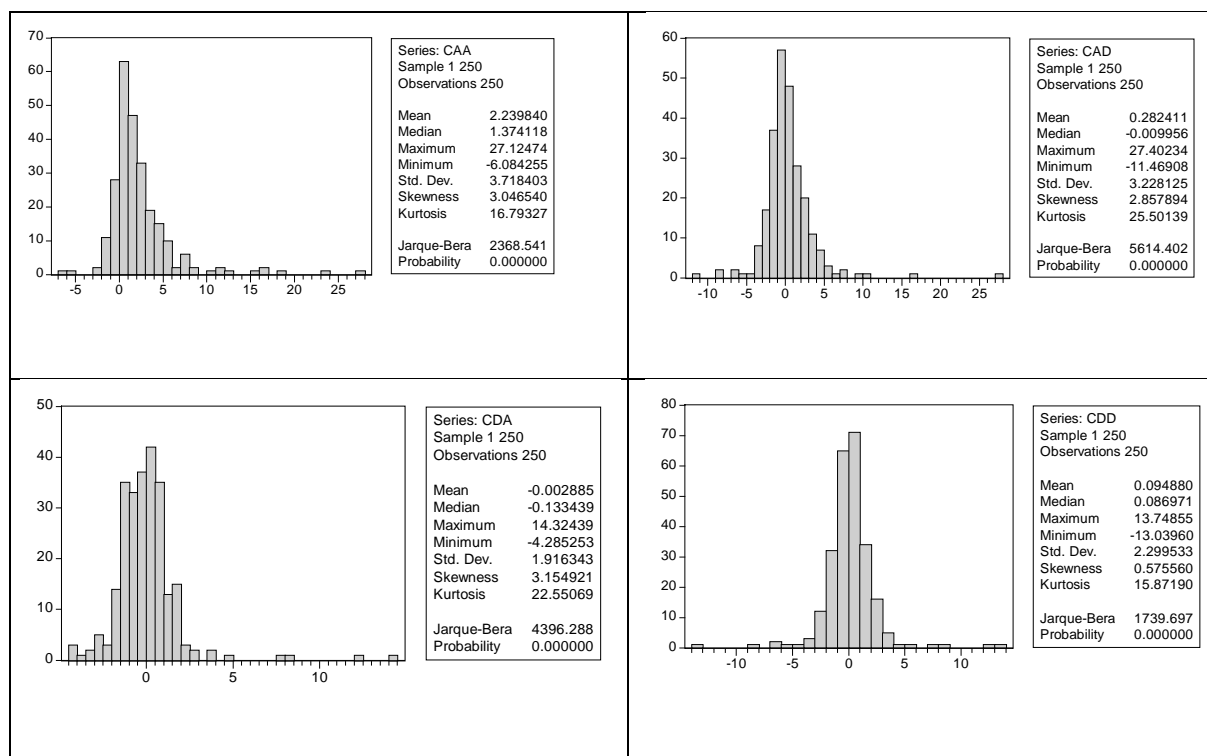 70
60
50
40
30
20
10
0
-5 0 5 10 15 20 25
Series: CAA
Sample 1 250
Observations 250
Mean 2.239840
Median 1.374118
Maximum 27.12474
Minimum -6.084255
Std. Dev. 3.718403
Skewness 3.046540
Kurtosis 16.79327
Jarque-Bera 2368.541
Probability 0.000000
60
50
40
30
20
10
0
-10 -5 0 5 10 15 20 25
Series: CAD
Sample 1 250
Observations 250
Mean 0.282411
Median -0.009956
Maximum 27.40234
Minimum -11.46908
Std. Dev. 3.228125
Skewness 2.857894
Kurtosis 25.50139
Jarque-Bera 5614.402
Probability 0.000000
50
40
30
20
10
0
0 5 10
Series: CDA
Sample 1 250
Observations 250
Mean -0.002885
Median -0.133439
Maximum 14.32439
Minimum -4.285253
Std. Dev. 1.916343
Skewness 3.154921
Kurtosis 22.55069
Jarque-Bera 4396.288
Probability 0.000000
80
70
60
50
40
30
20
10
0
-10 -5 0 5 10
Series: CDD
Sample 1 250
Observations 250
Mean 0.094880
Median 0.086971
Maximum 13.74855
Minimum -13.03960
Std. Dev. 2.299533
Skewness 0.575560
Kurtosis 15.87190
Jarque-Bera 1739.697
Probability 0.000000